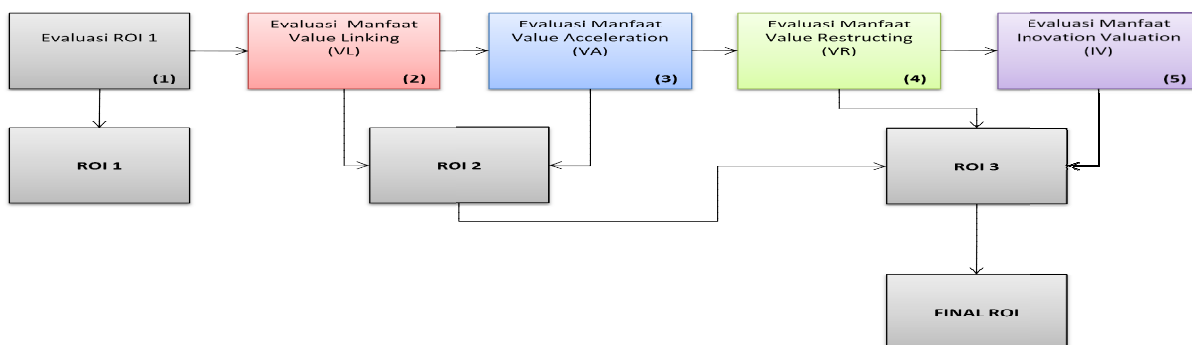 Evaluasi ROI 1
(1)
Evaluasi Manfaat
Value Linking
(VL)
(2)
Evaluasi Manfaat
Value Acceleration
(VA)
(3)
Evaluasi Manfaat
Value Restructing
(VR)
(4)
Evaluasi Manfaat
Inovation Valuation
(IV)
(5)
ROI 1
ROI 2
ROI 3
FINAL ROI